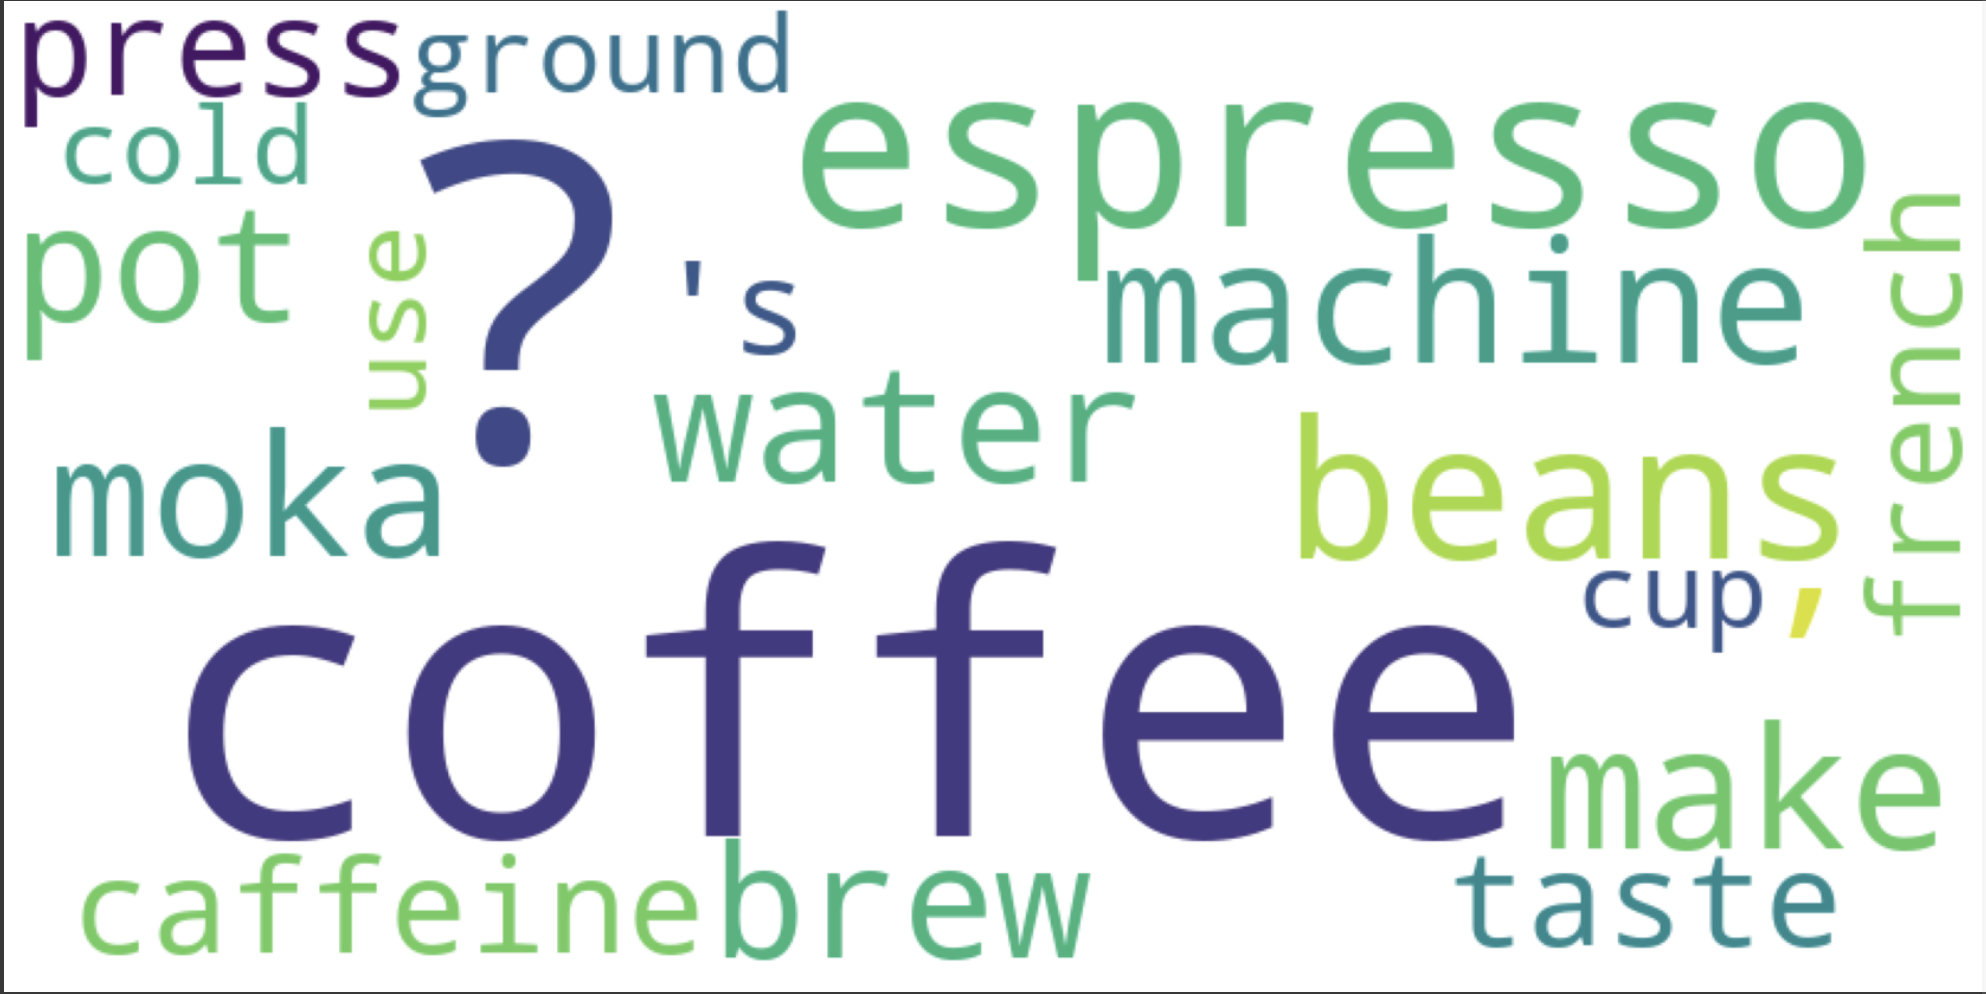 press
ground
cold
espresso
?
french
pot
use
's
machine
water
moka
beans
cup
,
coffee
make
caffeine
brew
taste